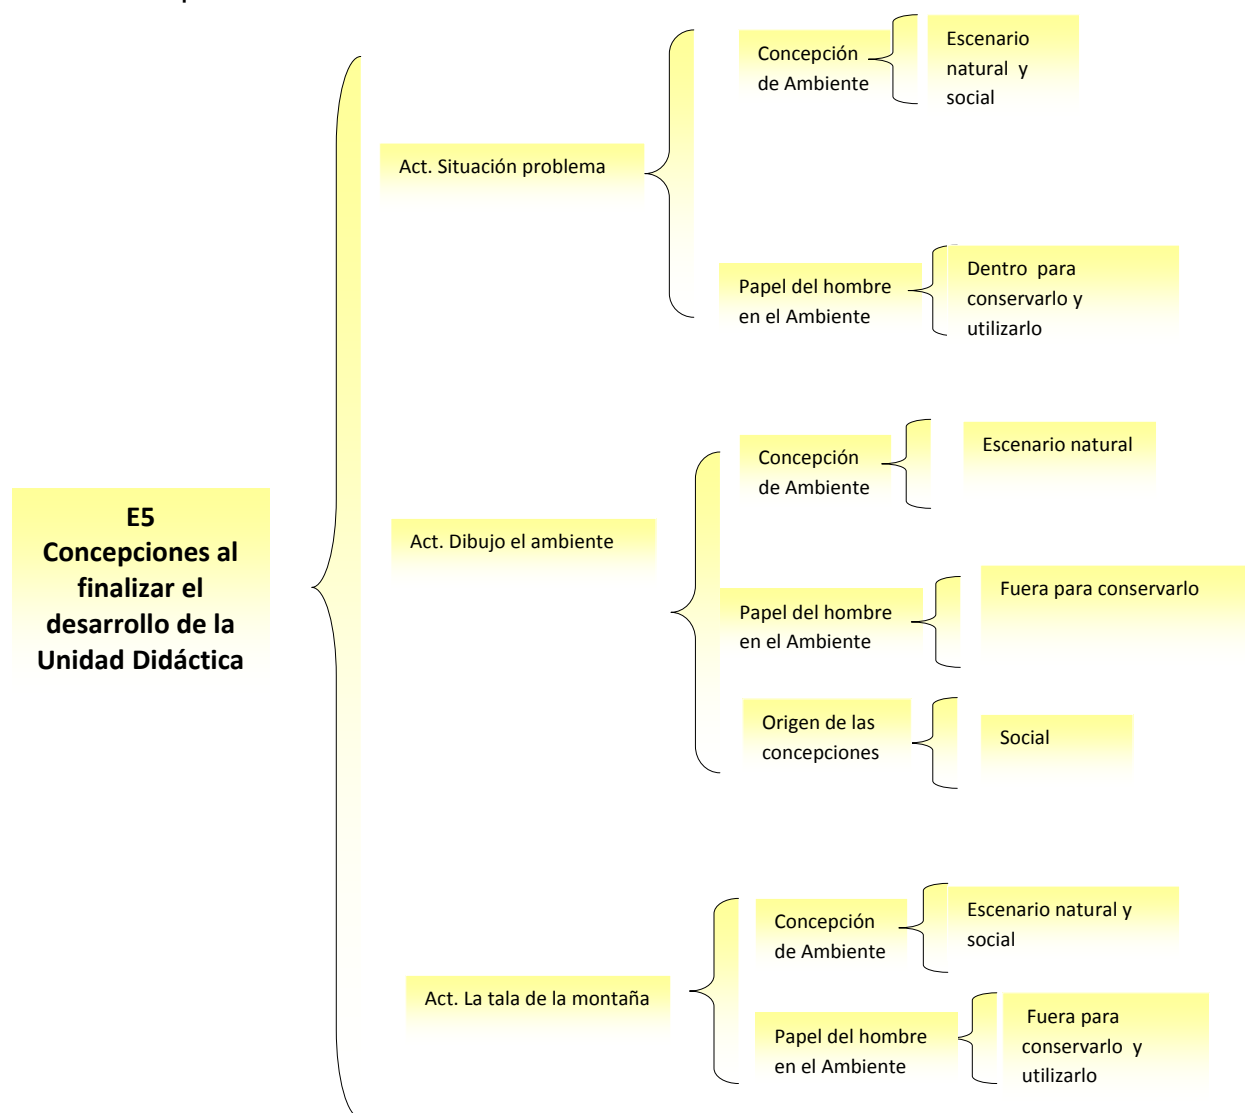 E5
Concepciones al
finalizar el
desarrollo de la
Unidad Didáctica
Act. Situación problema
Concepción
de Ambiente
Escenario
natural y
social
Papel del hombre
en el Ambiente
Dentro para
conservarlo y
utilizarlo
Act. Dibujo el ambiente
Concepción
de Ambiente
Escenario natural
Papel del hombre
en el Ambiente
Fuera para conservarlo
Origen de las
concepciones
Social
Act. La tala de la montaña
Concepción
de Ambiente
Escenario natural y
social
Papel del hombre
en el Ambiente
Fuera para
conservarlo y
utilizarlo